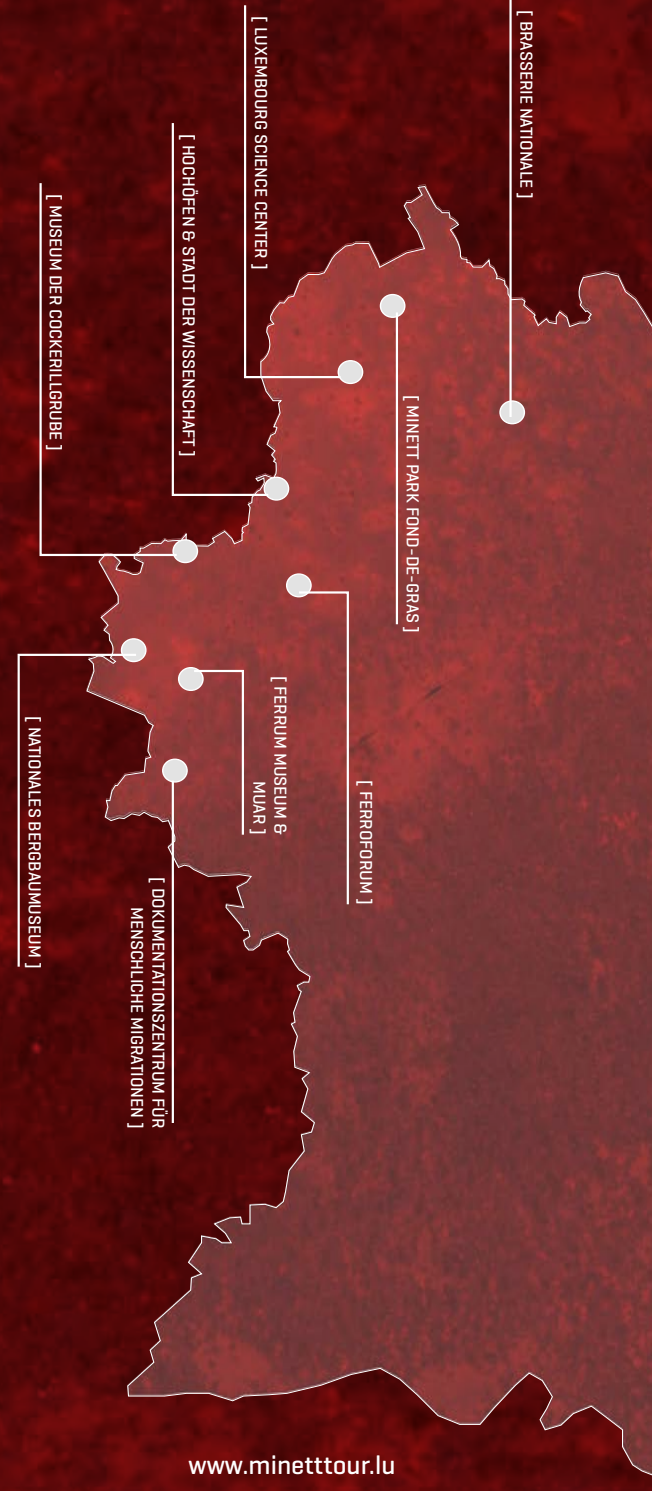 [ BRASSERIE NATIONALE ]
[ LUXEMBOURG SCIENCE CENTER ]
[ HOCHÖFEN & STADT DER WISSENSCHAFT ]
[ MUSEUM DER COCKERILLGRUBE ]
[ MINETT PARK FOND-DE-GRAS ]
[ FERROFORUM ]
[ FERRUM MUSEUM &
MUAR ]
[ NATIONALES BERGBAUMUSEUM ]
[ DOKUMENTATIONSZENTRUM FÜR
MENSCHLICHE MIGRATIONEN ]
www.minetttour.lu